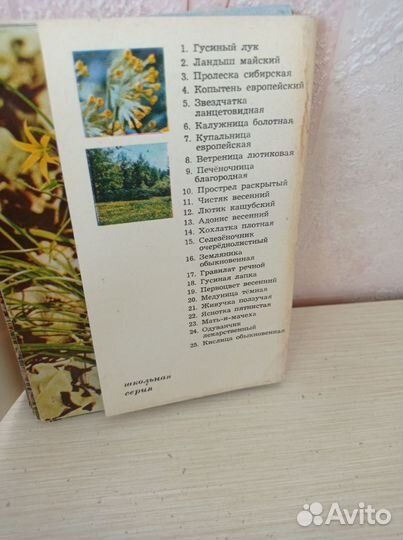 1. Гусиный лук
2. Ландыш майский
3. Пролеска сибирская
4. Копытень европейский
5. Звездчатка
ланцетовидная
6. Калужница болотная
7. Купальница
европейская
8. Ветреница лютиковая
9. Печёночница
благородная
10. Прострел раскрытый
11. Чистяк весенний
12. Лютик кашубский
13. Адонис весенний
14. Хохлатка плотная
15. Селезёночник
очерёднолистный
16. Земляника
обыкновенная
17. Гравилат речной
18. Гусиная лапка
19. Первоцвет весенний
20. Медуница тёмная
21. Живучка ползучая
22. Яснотка пятнистая
23. Мать-и-мачеха
24. Одуванчик
лекарственный
25. Кислица обыкновенная
школьная
серия
Avito